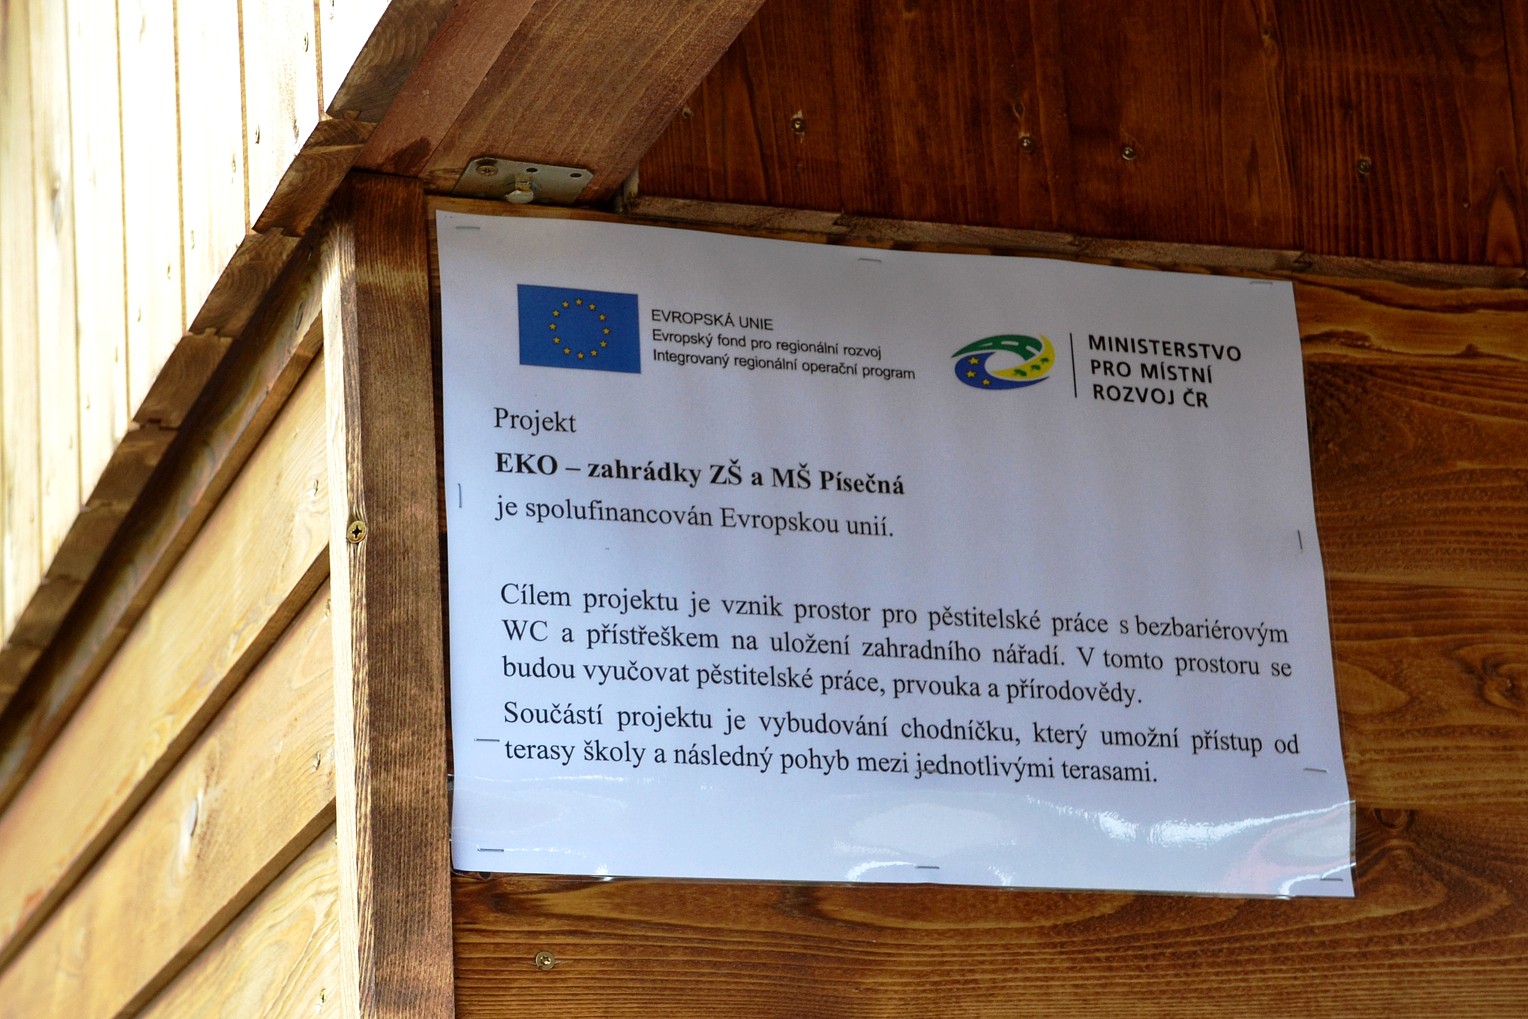 EVROPSKÁ UNIE
Evropský fond pro regionální rozvoj
Integrovaný regionální operační program
MINISTERSTVO
PRO MÍSTNÍ
ROZVOJ ČR
Projekt
EKO – zahrádky ZŠ a MŠ Písečná
je spolufinancován Evropskou unií.
Cílem projektu je vznik prostor pro pěstitelské práce s bezbariérovým
WC a přístřeškem na uložení zahradního nářadí. V tomto prostoru se
budou vyučovat pěstitelské práce, prvouka a přírodovědy.
Součástí projektu je vybudování chodníčku, který umožní přístup od
terasy školy a následný pohyb mezi jednotlivými terasami.